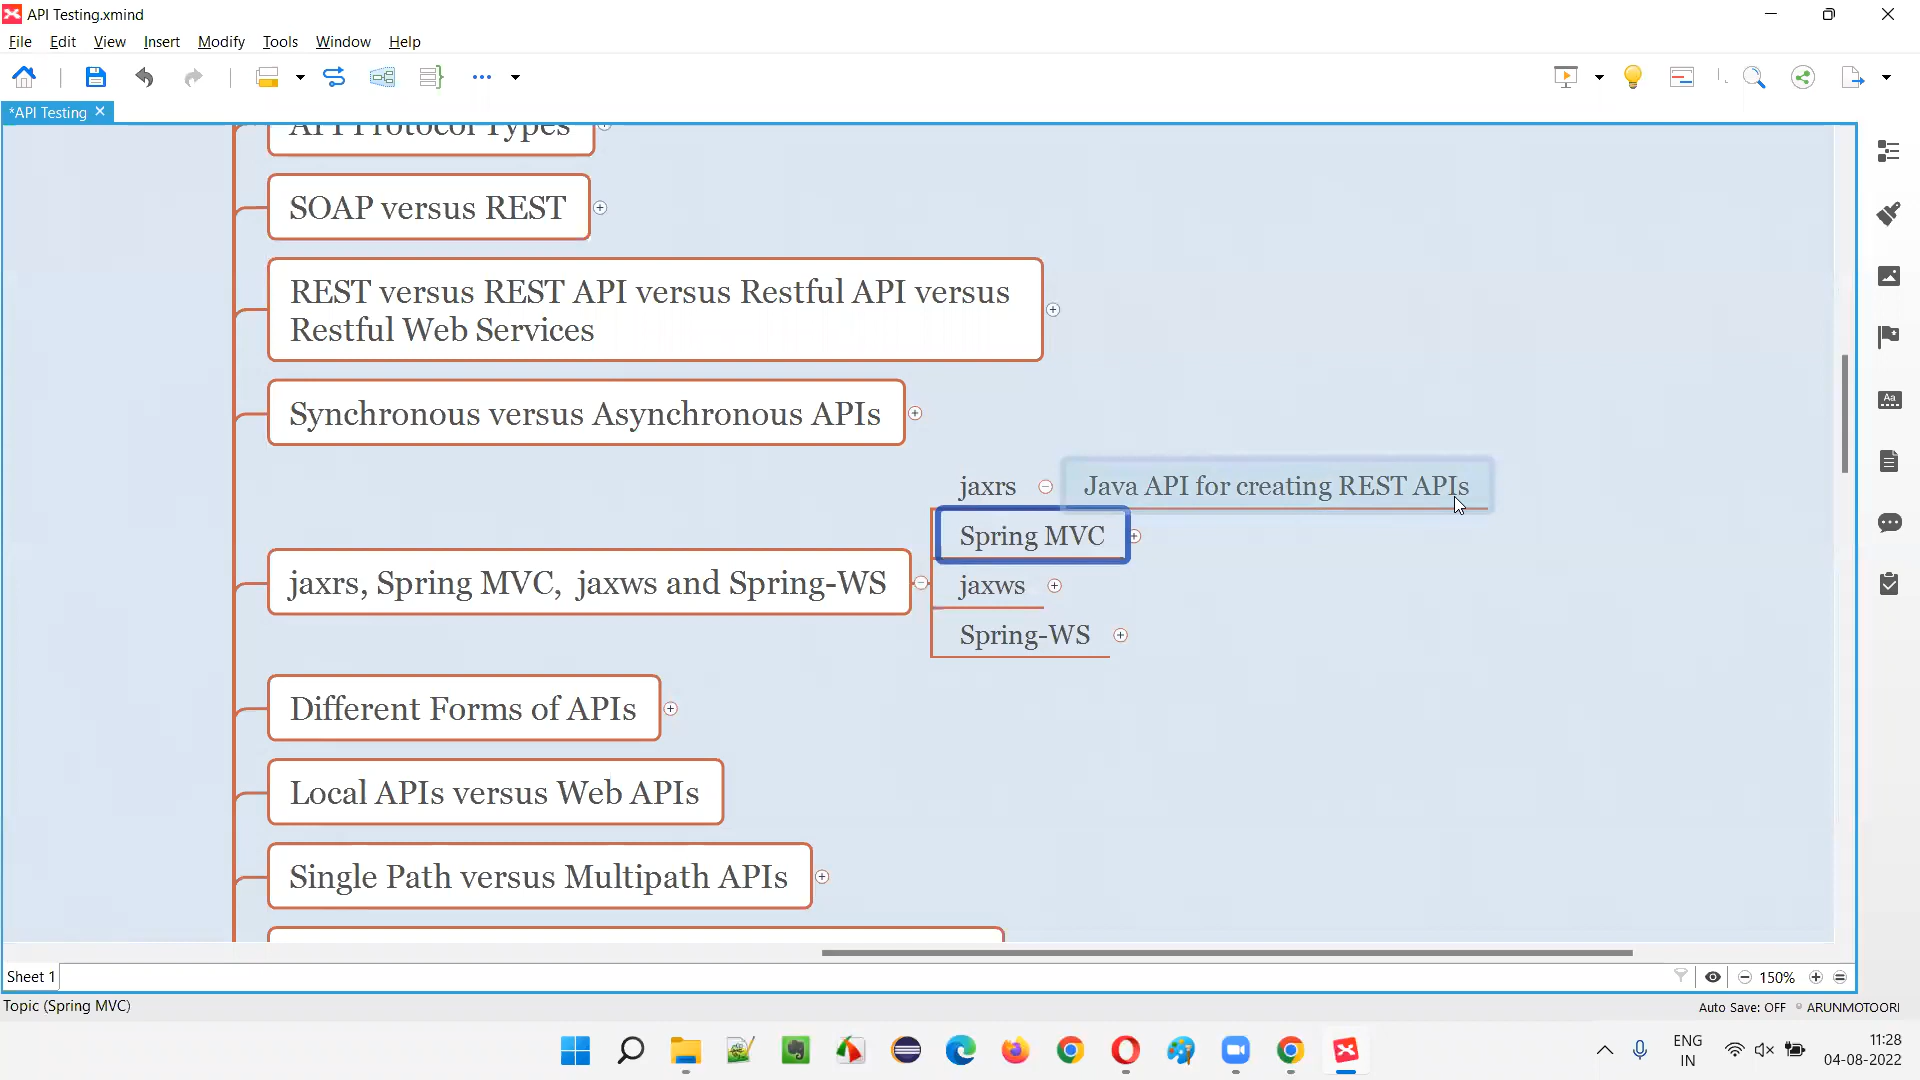 API Testing.xmind
File Edit View Insert Modify Tools Window Help
*API Testing
API Protocol Types
SOAP versus REST
REST versus REST API versus Restful API versus
Restful Web Services
Synchronous versus Asynchronous APIs
jaxrs
Java API for creating REST APIs
Spring MVC
jaxrs, Spring MVC,  jaxws and Spring-WS
jaxws
Spring-WS
Different Forms of APIs
Local APIs versus Web APIs
Single Path versus Multipath APIs
Aa
Sheet 1
150%
Topic (Spring MVC)
Auto Save: OFF
ARUNMOTOORI
ENG
IN
11:28
04-08-2022